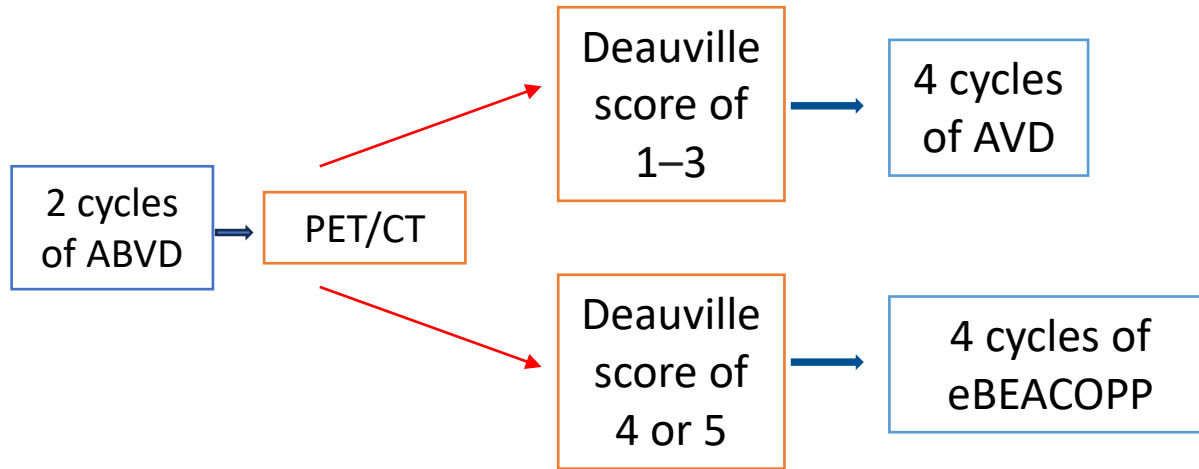 2 cycles
of ABVD
PET/CT
Deauville
score of
1–3
4 cycles
of AVD
Deauville
score of
4 or 5
4 cycles of
eBEACOPP